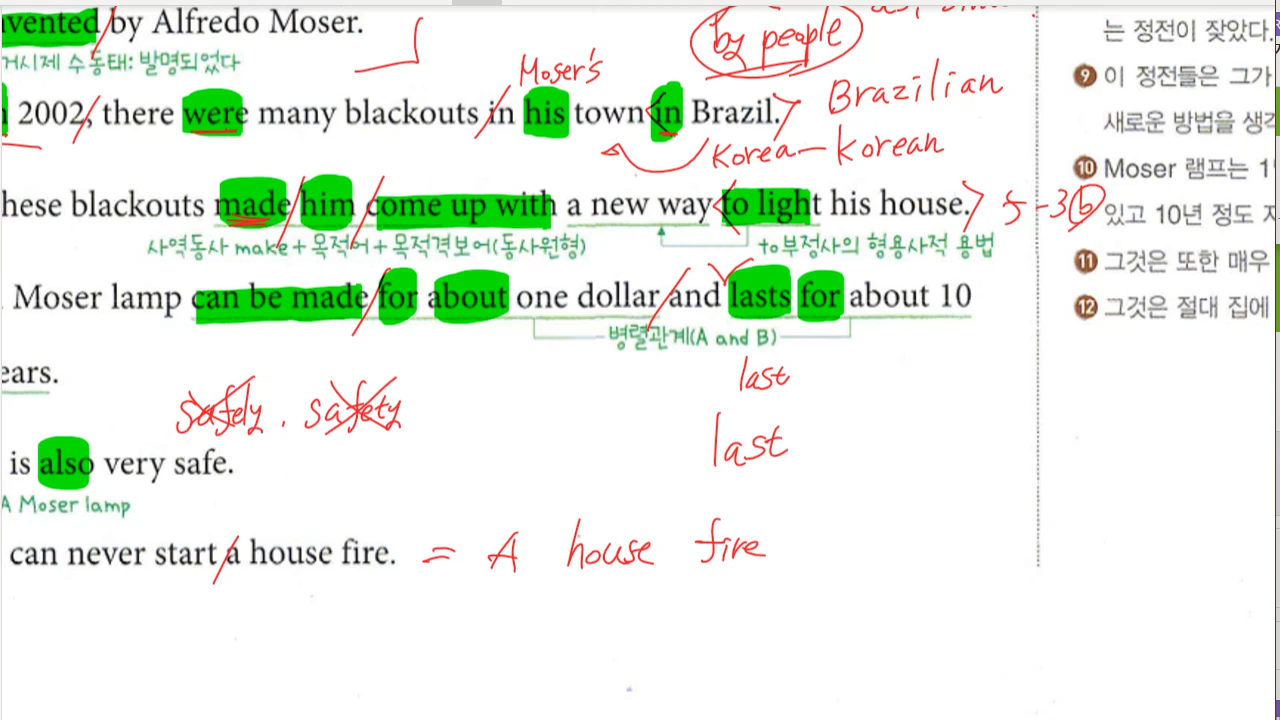 vented by Alfredo Moser.
거시제 수동태: 발명되었다
by people
Moser's
2002, there were many blackouts in his town in Brazil.
Brazilian
Korea - Korean
hese blackouts made him come up with a new way to light his house.
5-3 b
사역동사 make + 목적어 + 목적격보어(동사원형)
to부정사의 형용사적 용법
Moser lamp can be made for about one dollar and lasts for about 10
병렬관계(A and B)
ears.
last
safely . safety
last
is also very safe.
A Moser lamp
can never start a house fire. = A house fire
는 정전이 잦았다.
9 이 정전들은 그가
새로운 방법을 생각
10 Moser 램프는 1
있고 10년 정도 지
11 그것은 또한 매우
12 그것은 절대 집에